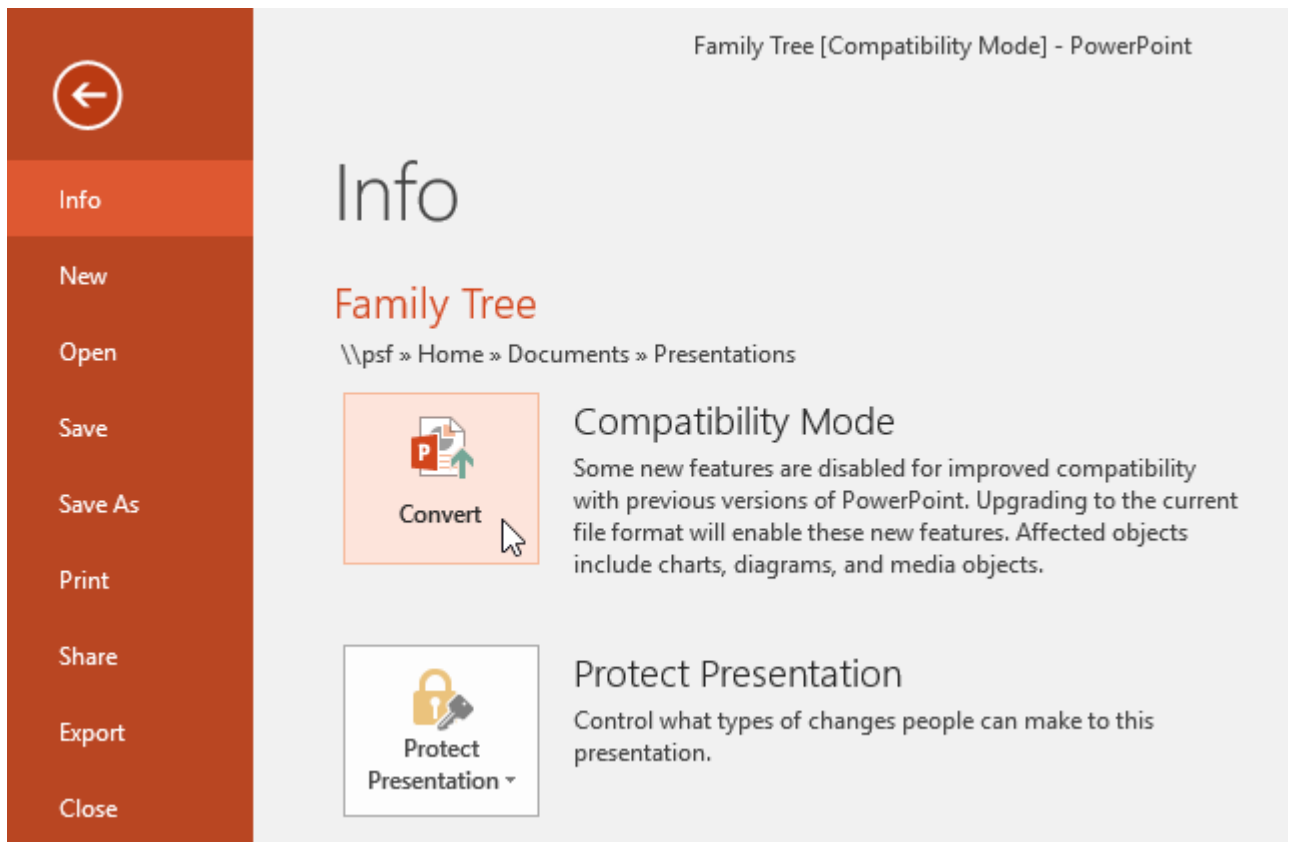 Family Tree [Compatibility Mode] - PowerPoint
Info
New
Open
Save
Save As
Print
Share
Export
Close
Info
Family Tree
\\psf » Home » Documents » Presentations
P
Convert
Compatibility Mode
Some new features are disabled for improved compatibility
with previous versions of PowerPoint. Upgrading to the current
file format will enable these new features. Affected objects
include charts, diagrams, and media objects.
Protect
Presentation
Protect Presentation
Control what types of changes people can make to this
presentation.